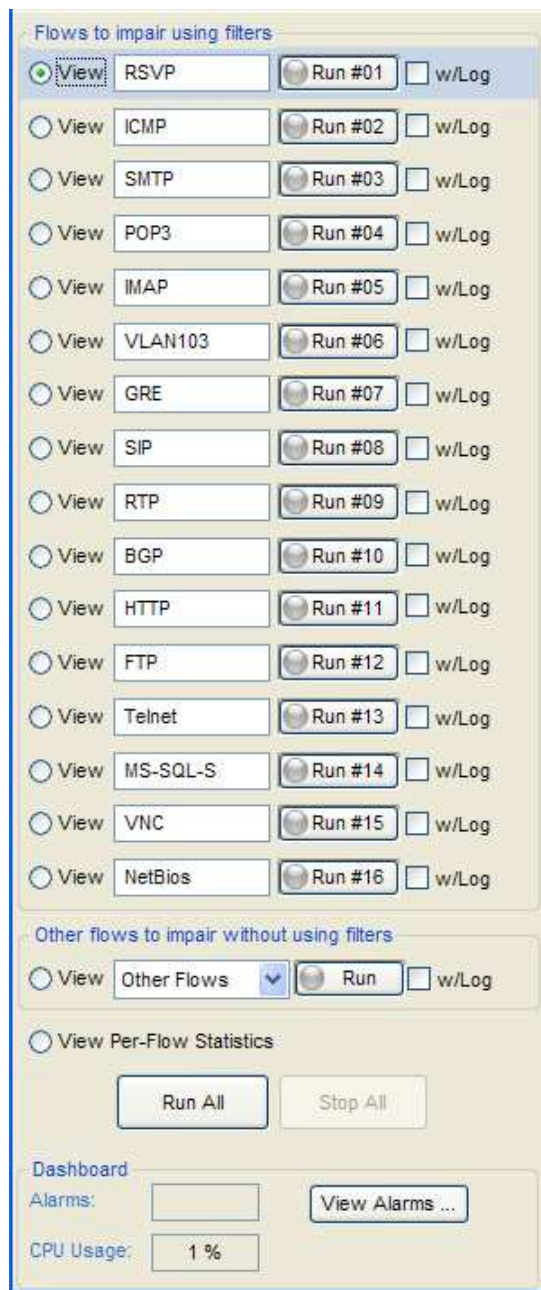 Flows to impair using filters
View RSVP Run #01 w/Log
View ICMP Run #02 w/Log
View SMTP Run #03 w/Log
View POP3 Run #04 w/Log
View IMAP Run #05 w/Log
View VLAN103 Run #06 w/Log
View GRE Run #07 w/Log
View SIP Run #08 w/Log
View RTP Run #09 w/Log
View BGP Run #10 w/Log
View HTTP Run #11 w/Log
View FTP Run #12 w/Log
View Telnet Run #13 w/Log
View MS-SQL-S Run #14 w/Log
View VNC Run #15 w/Log
View NetBios Run #16 w/Log
Other flows to impair without using filters
View Other Flows Run w/Log
View Per-Flow Statistics
Run All Stop All
Dashboard
Alarms: View Alarms ...
CPU Usage: 1 %